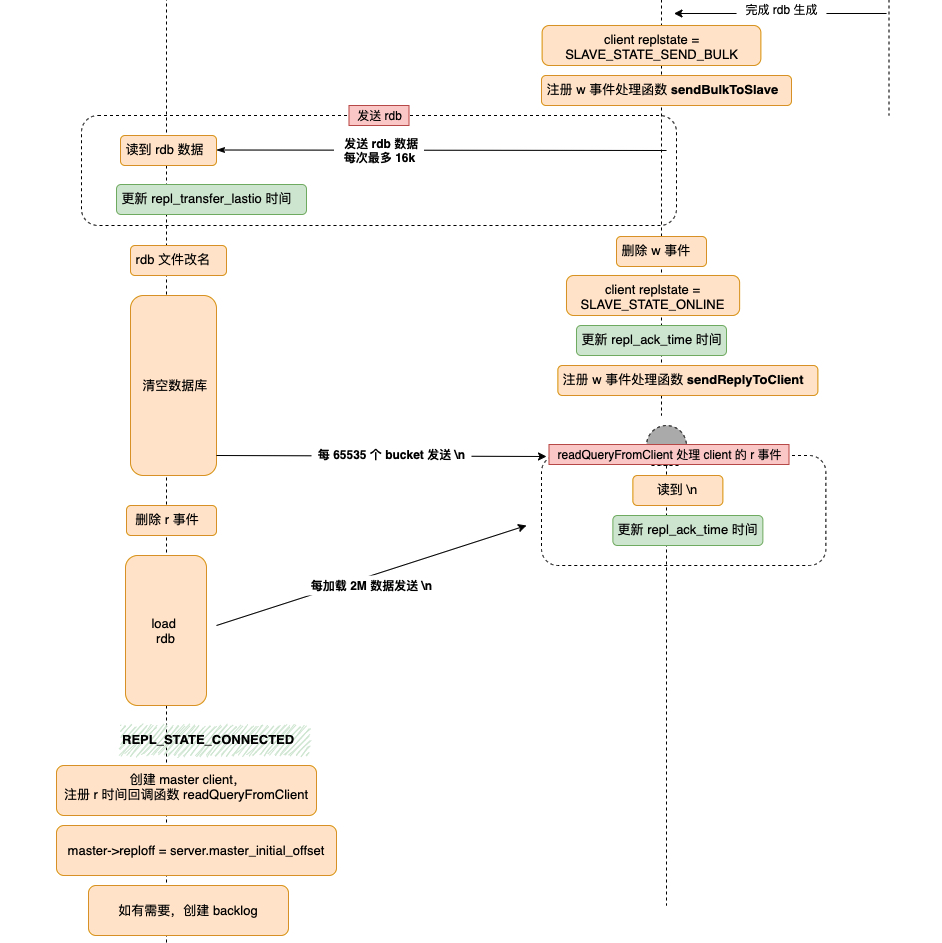 完成 rdb 生成
client replstate =
SLAVE_STATE_SEND_BULK
注册 w 事件处理函数 sendBulkToSlave
发送 rdb
读到 rdb 数据
发送 rdb 数据
每次最多 16k
更新 repl_transfer_lastio 时间
删除 w 事件
rdb 文件改名
client replstate =
SLAVE_STATE_ONLINE
更新 repl_ack_time 时间
清空数据库
注册 w 事件处理函数 sendReplyToClient
每 65535 个 bucket 发送 \n
readQueryFromClient 处理 client 的 r 事件
读到 \n
删除 r 事件
更新 repl_ack_time 时间
每加载 2M 数据发送 \n
load
rdb
REPL_STATE_CONNECTED
创建 master client，
注册 r 时间回调函数 readQueryFromClient
master->reploff = server.master_initial_offset
如有需要，创建 backlog